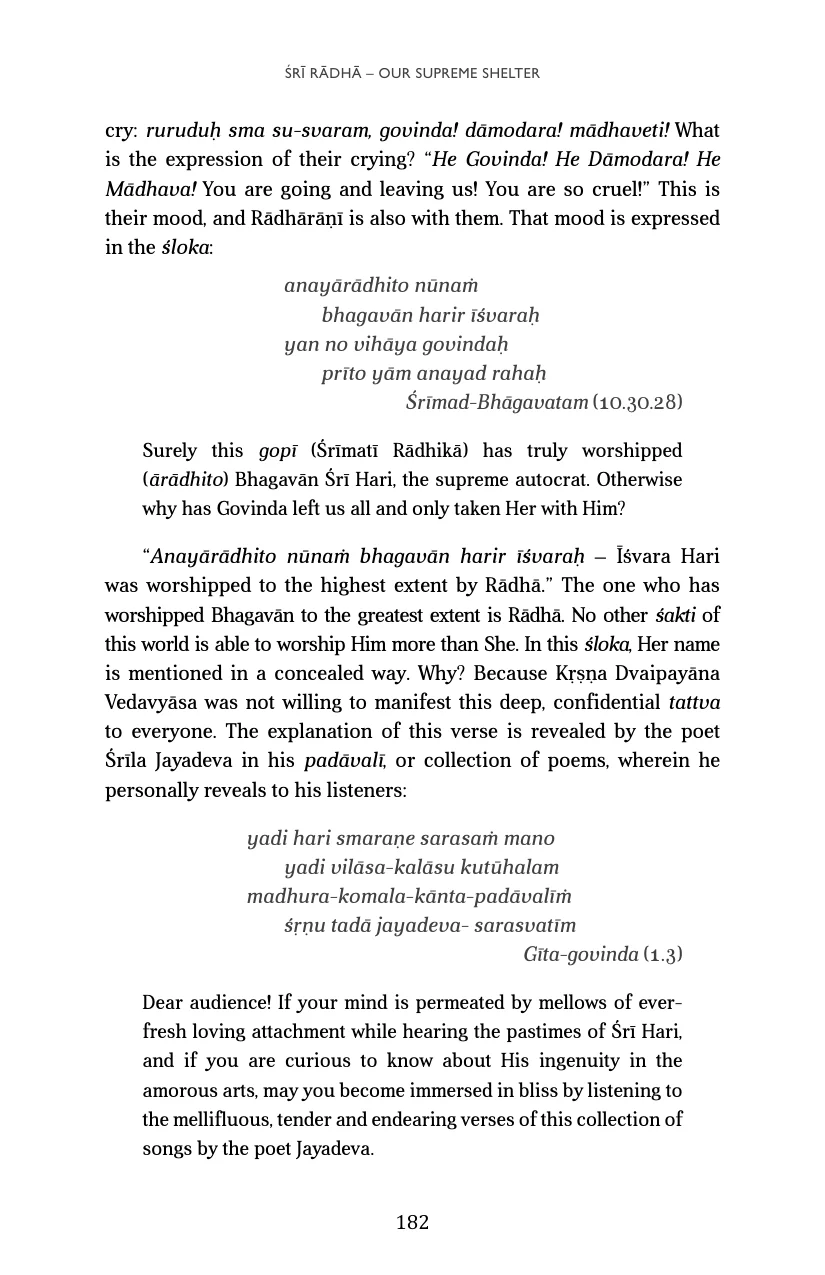 ŚRĪ RĀDHĀ – OUR SUPREME SHELTER
cry: ruruduḥ sma su-svaram, govinda! dāmodara! mādhaveti! What
is the expression of their crying? “He Govinda! He Dāmodara! He
Mādhava! You are going and leaving us! You are so cruel!” This is
their mood, and Rādhārāṇī is also with them. That mood is expressed
in the śloka:
anayārādhito nūnaṁ
bhagavān harir īśvaraḥ
yan no vihāya govindaḥ
prīto yām anayad rahaḥ
Śrīmad-Bhāgavatam (10.30.28)
Surely this gopī (Śrīmatī Rādhikā) has truly worshipped
(ārādhito) Bhagavān Śrī Hari, the supreme autocrat. Otherwise
why has Govinda left us all and only taken Her with Him?
“Anayārādhito nūnaṁ bhagavān harir īśvaraḥ – Īśvara Hari
was worshipped to the highest extent by Rādhā.” The one who has
worshipped Bhagavān to the greatest extent is Rādhā. No other śakti of
this world is able to worship Him more than She. In this śloka, Her name
is mentioned in a concealed way. Why? Because Kṛṣṇa Dvaipayāna
Vedavyāsa was not willing to manifest this deep, confidential tattva
to everyone. The explanation of this verse is revealed by the poet
Śrīla Jayadeva in his padāvalī, or collection of poems, wherein he
personally reveals to his listeners:
yadi hari smaraṇe sarasaṁ mano
yadi vilāsa-kalāsu kutūhalam
madhura-komala-kānta-padāvalīṁ
śṛṇu tadā jayadeva- sarasvatīm
Gīta-govinda (1.3)
Dear audience! If your mind is permeated by mellows of ever-
fresh loving attachment while hearing the pastimes of Śrī Hari,
and if you are curious to know about His ingenuity in the
amorous arts, may you become immersed in bliss by listening to
the mellifluous, tender and endearing verses of this collection of
songs by the poet Jayadeva.
182